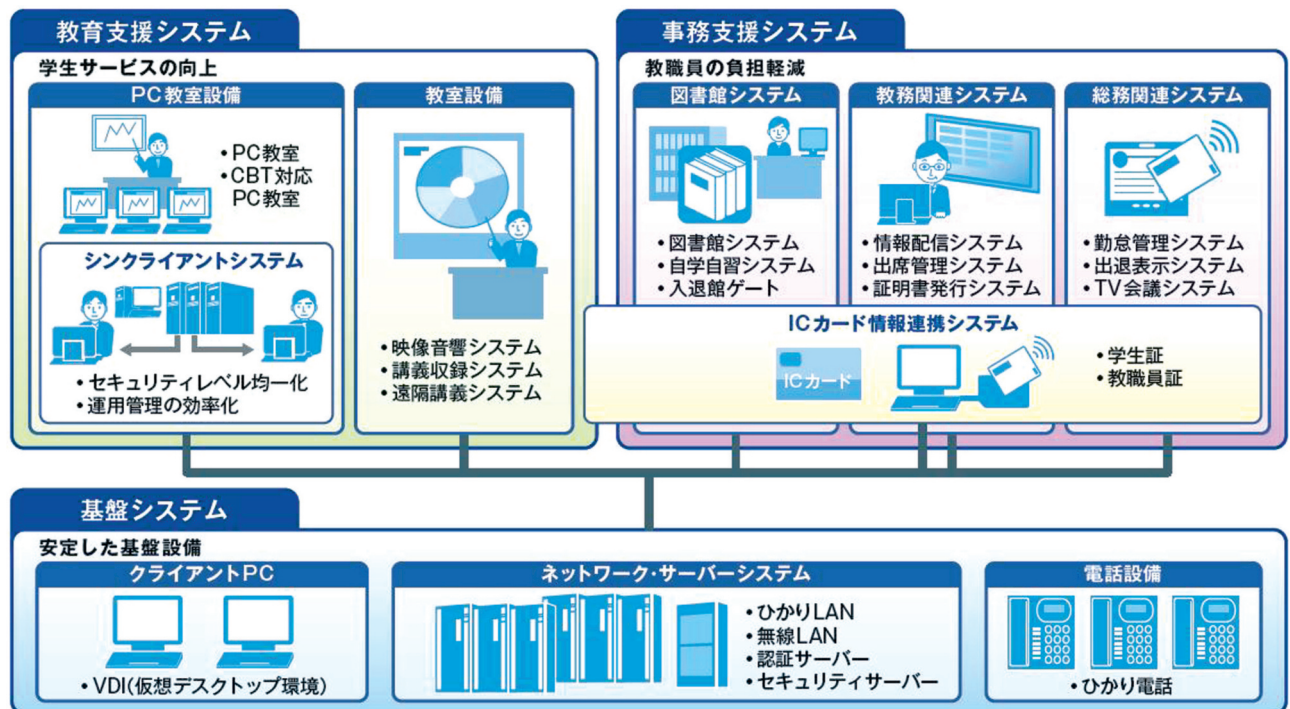 教育支援システム
学生サービスの向上
PC教室設備
・PC教室
・CBT対応
PC教室
シンクライアントシステム
・セキュリティレベル均一化
・運用管理の効率化
教室設備
・映像音響システム
・講義収録システム
・遠隔講義システム
事務支援システム
教職員の負担軽減
図書館システム
・図書館システム
・自学自習システム
・入退館ゲート
教務関連システム
・情報配信システム
・出席管理システム
・証明書発行システム
総務関連システム
・勤怠管理システム
・出退表示システム
・TV会議システム
ICカード情報連携システム
ICカード
・学生証
・教職員証
基盤システム
安定した基盤設備
クライアントPC
・VDI(仮想デスクトップ環境)
ネットワーク・サーバーシステム
・ひかりLAN
・無線LAN
・認証サーバー
・セキュリティサーバー
電話設備
・ひかり電話